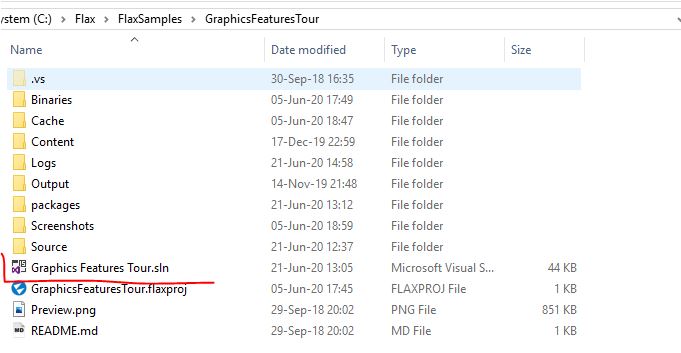 ystem (C:) > Flax > FlaxSamples > GraphicsFeaturesTour
Name Date modified Type Size
.vs 30-Sep-18 16:35 File folder
Binaries 05-Jun-20 17:49 File folder
Cache 05-Jun-20 18:47 File folder
Content 17-Dec-19 22:59 File folder
Logs 21-Jun-20 14:58 File folder
Output 14-Nov-19 21:48 File folder
packages 21-Jun-20 13:12 File folder
Screenshots 05-Jun-20 18:59 File folder
Source 21-Jun-20 12:37 File folder
Graphics Features Tour.sln 21-Jun-20 13:05 Microsoft Visual S... 44 KB
GraphicsFeaturesTour.flaxproj 05-Jun-20 17:45 FLAXPROJ File 1 KB
Preview.png 29-Sep-18 20:02 PNG File 851 KB
README.md 29-Sep-18 20:02 MD File 1 KB